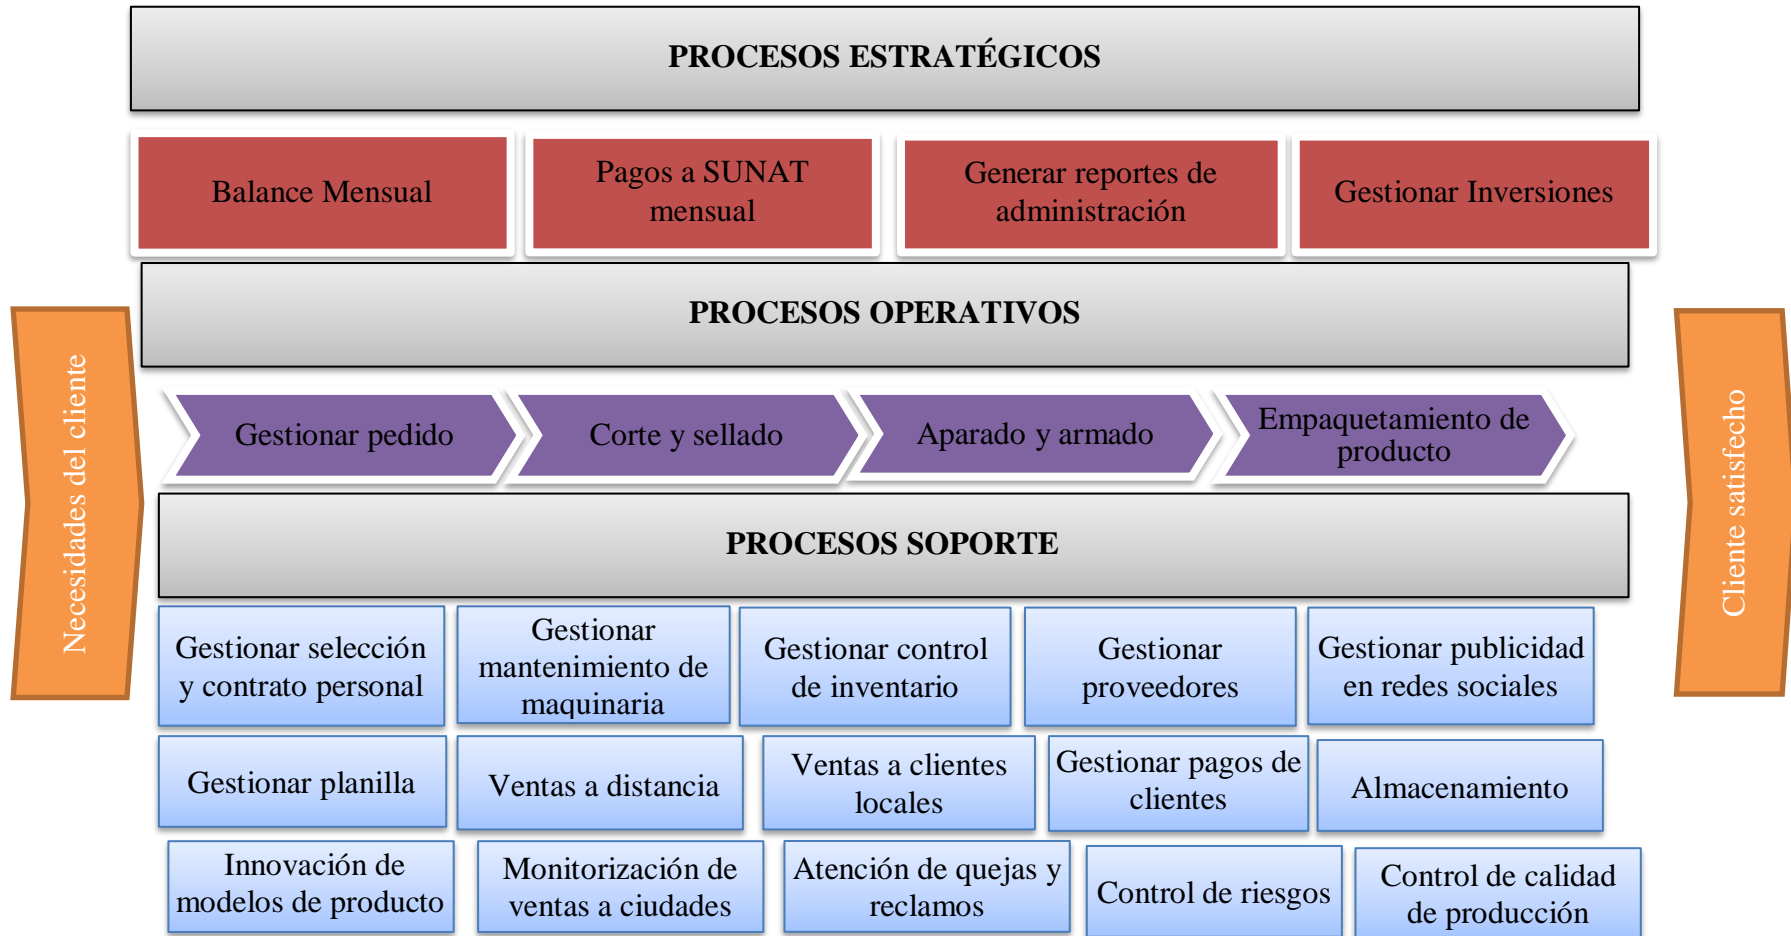 PROCESOS ESTRATÉGICOS
Balance Mensual
Pagos a SUNAT
mensual
Generar reportes de
administración
Gestionar Inversiones
PROCESOS OPERATIVOS
Necesidades del cliente
Gestionar pedido
Corte y sellado
Aparado y armado
Empaquetamiento de
producto
Cliente satisfecho
PROCESOS SOPORTE
Gestionar selección
y contrato personal
Gestionar
mantenimiento de
maquinaria
Gestionar control
de inventario
Gestionar
proveedores
Gestionar publicidad
en redes sociales
Gestionar planilla
Ventas a distancia
Ventas a clientes
locales
Gestionar pagos de
clientes
Almacenamiento
Innovación de
modelos de producto
Monitorización de
ventas a ciudades
Atención de quejas y
reclamos
Control de riesgos
Control de calidad
de producción